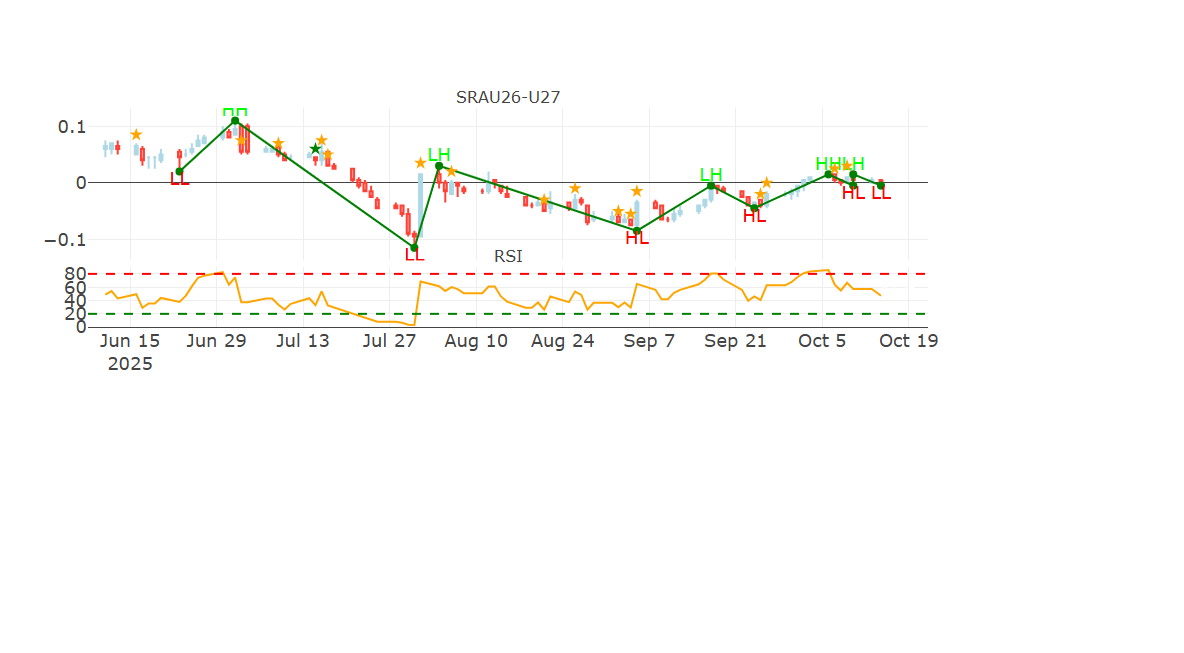 SRAU26-U27
HH
0.1
LH
HH
LH
LH
LL
0
HL
LL
HL
HL
−0.1
LL
RSI
80
60
40
20
0
Jun 15 Jun 29 Jul 13 Jul 27 Aug 10 Aug 24 Sep 7 Sep 21 Oct 5 Oct 19
2025